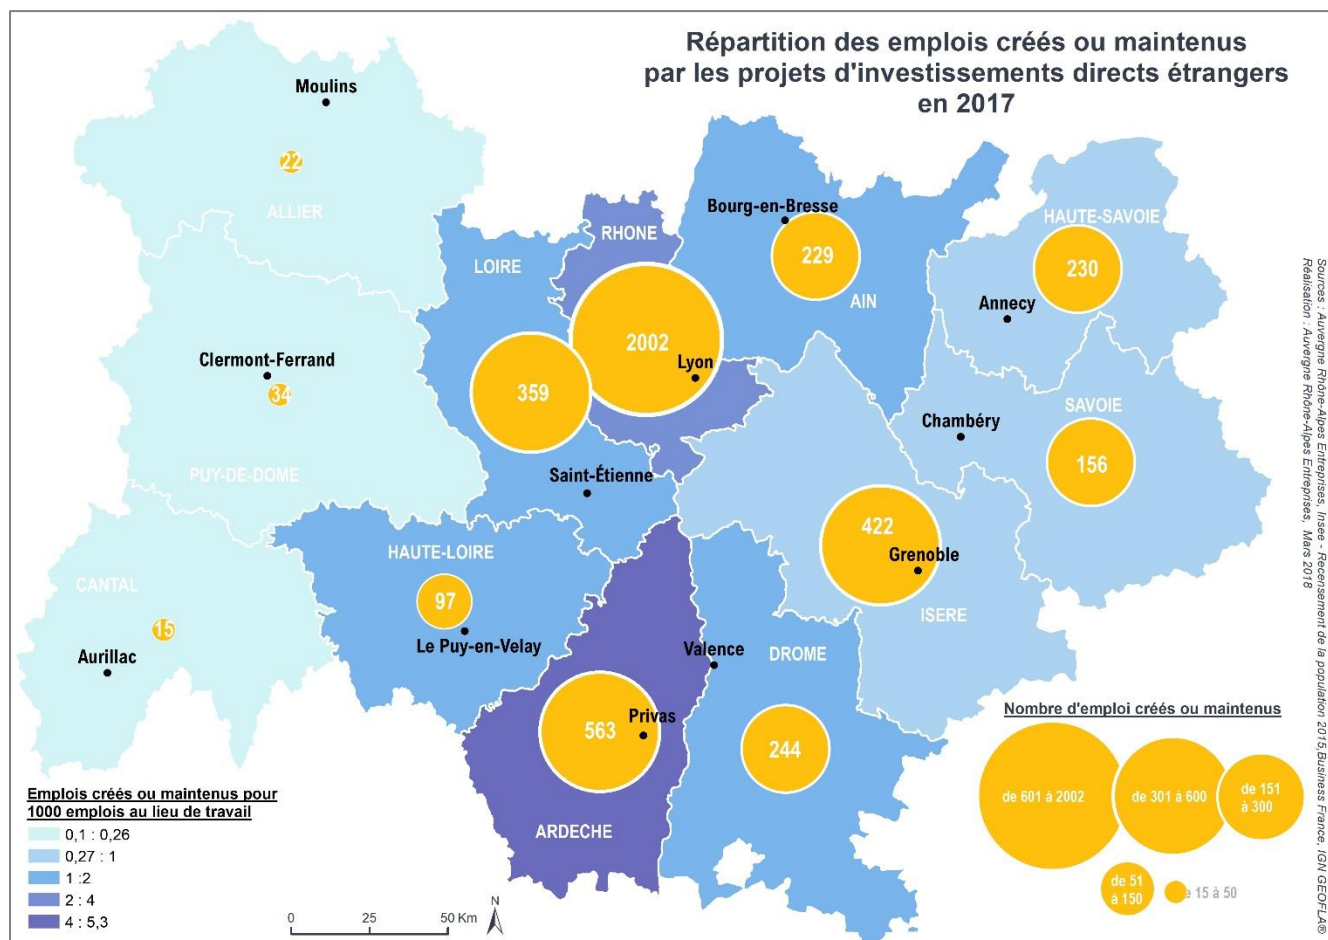 Répartition des emplois créés ou maintenus
par les projets d'investissements directs étrangers
en 2017
Moulins
22
ALLIER
Bourg-en-Bresse
229
AIN
RHONE
LOIRE
HAUTE-SAVOIE
230
Annecy
2002
Lyon
359
Clermont-Ferrand
34
PUY-DE-DOME
Chambéry
SAVOIE
156
Saint-Étienne
422
Grenoble
ISERE
HAUTE-LOIRE
97
Le Puy-en-Velay
CANTAL
15
Aurillac
Valence
DROME
244
563
Privas
ARDECHE
Emplois créés ou maintenus pour
1000 emplois au lieu de travail
0,1 : 0,26
0,27 : 1
1 :2
2 : 4
4 : 5,3
0 25 50 Km
N
Nombre d'emploi créés ou maintenus
de 601 à 2002
de 301 à 600
de 151
à 300
de 51
à 150
de 15 à 50
Sources : Auvergne Rhône-Alpes Entreprises, Insee - Recensement de la population 2015,Business France, IGN GEOFLA®
Réalisation : Auvergne Rhône-Alpes Entreprises, Mars 2018